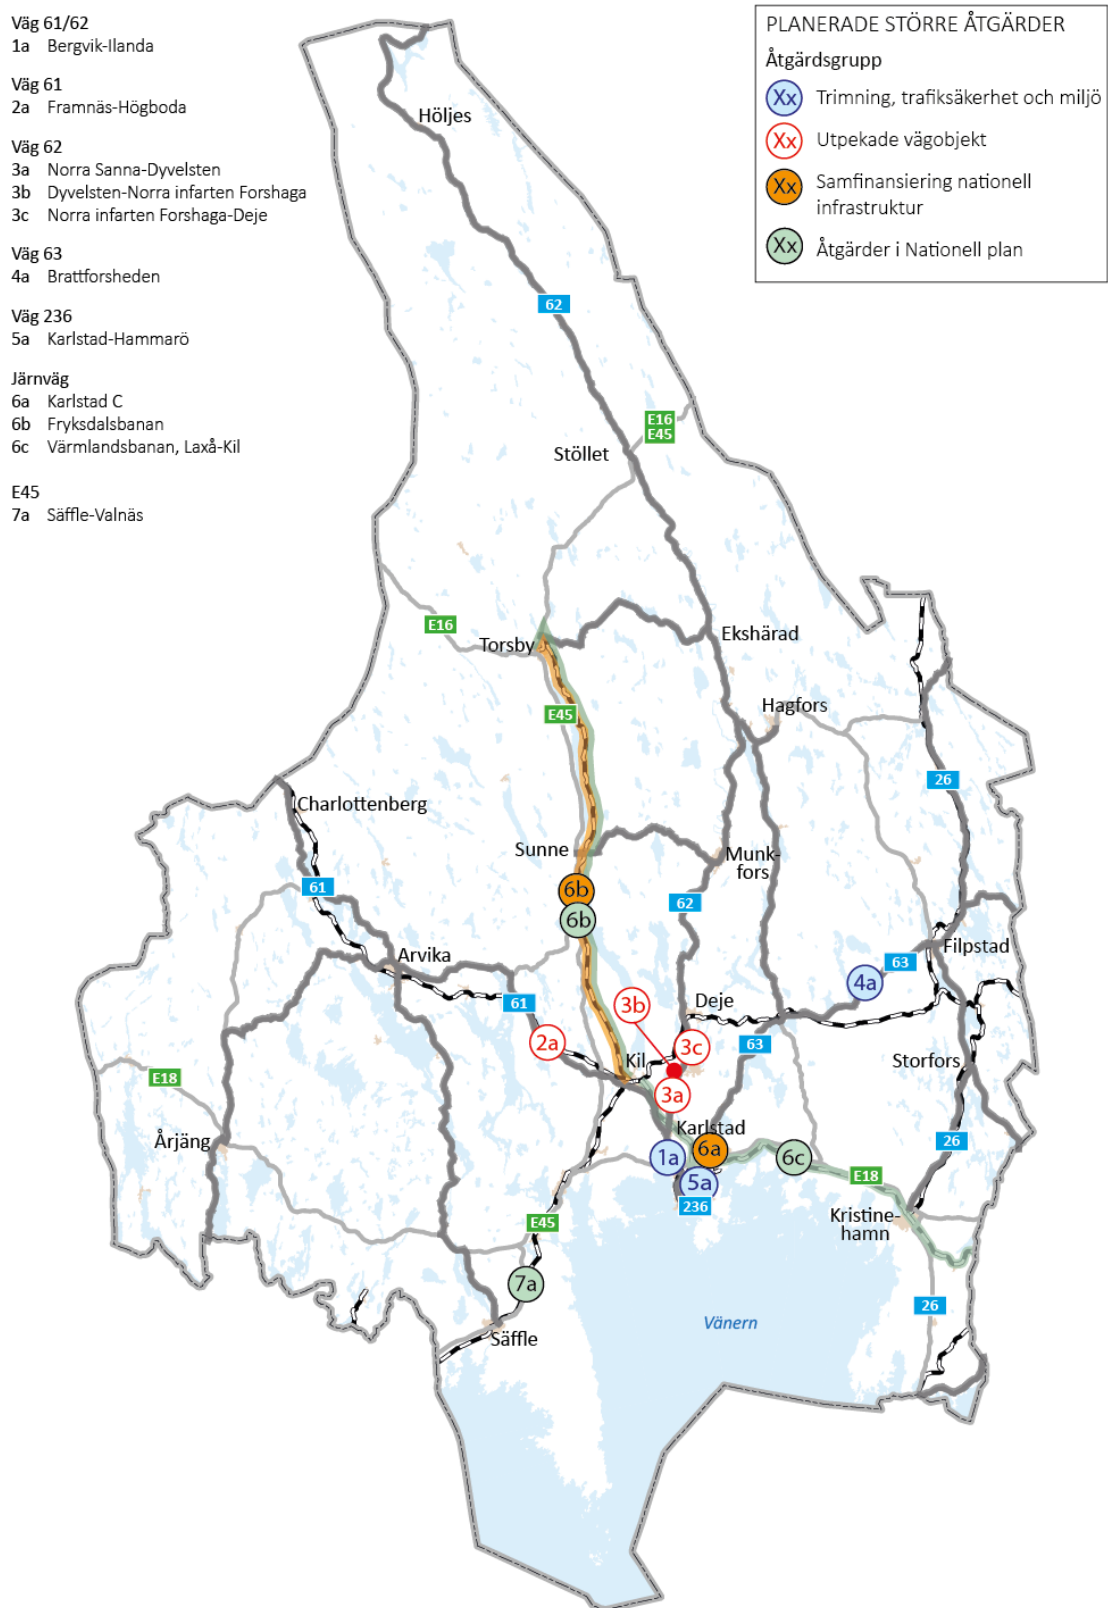 Väg 61/62
1a Bergvik-Ilanda
Väg 61
2a Framnäs-Högboda
Väg 62
3a Norra Sanna-Dyvelsten
3b Dyvelsten-Norra infarten Forshaga
3c Norra infarten Forshaga-Deje
Väg 63
4a Brattforsheden
Väg 236
5a Karlstad-Hammarö
Järnväg
6a Karlstad C
6b Fryksdalsbanan
6c Värmlandsbanan, Laxå-Kil
E45
7a Säffle-Valnäs
PLANERADE STÖRRE ÅTGÄRDER
Åtgärdsgrupp
Xx Trimning, trafiksäkerhet och miljö
Xx Utpekade vägobjekt
Xx Samfinansiering nationell
infrastruktur
Xx Åtgärder i Nationell plan
Höljes
62
E16
E45
Stöllet
E16
Torsby
Ekshärad
Hagfors
E45
26
Charlottenberg
Sunne
Munk-
fors
61
6b
62
6b
Arvika
Filpstad
63
4a
61
3b
Deje
2a
3c
63
Kil
Storfors
E18
3a
Karlstad
Årjäng
26
6a
1a
6c
5a
E18
236
Kristine-
hamn
E45
7a
26
Vänern
Säffle